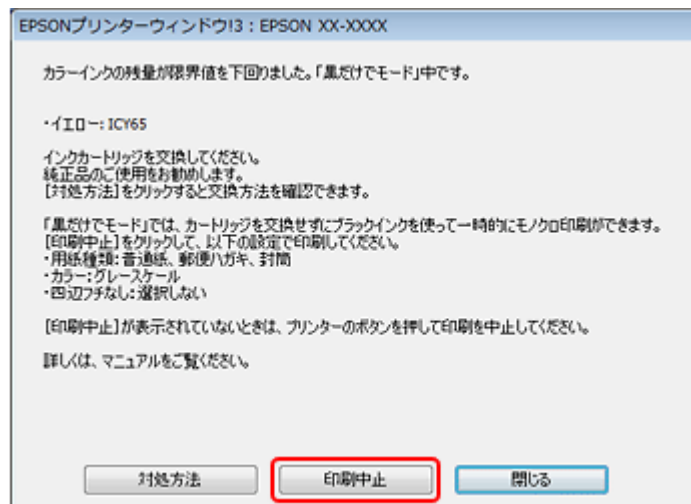 EPSONプリンターウィンドウ!3 : EPSON XX-XXXX
カラーインクの残量が限界値を下回りました。「黒だけでモード」中です。
・イエロー: ICY65
インクカートリッジを交換してください。
純正品のご使用をお勧めします。
[対処方法]をクリックすると交換方法を確認できます。
「黒だけでモード」では、カートリッジを交換せずにブラックインクを使って一時的にモノクロ印刷ができます。
[印刷中止]をクリックして、以下の設定で印刷してください。
・用紙種類: 普通紙、郵便ハガキ、封筒
・カラー:グレースケール
・四辺フチなし: 選択しない
[印刷中止]が表示されていないときは、プリンターのボタンを押して印刷を中止してください。
詳しくは、マニュアルをご覧ください。
対処方法 印刷中止 閉じる